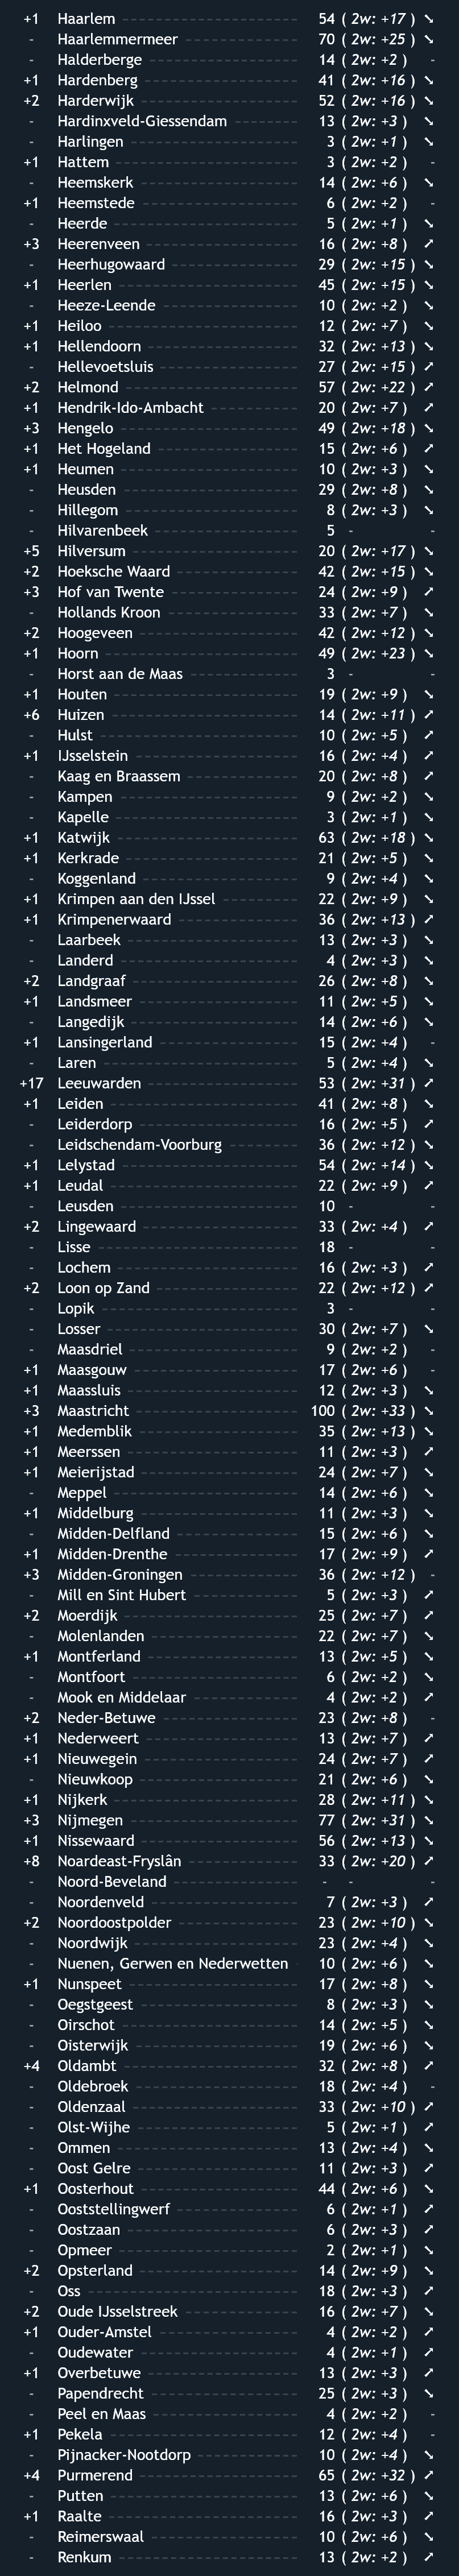 +1 Haarlem 54 ( 2w: +17 ) ↘
- Haarlemmermeer 70 ( 2w: +25 ) ↘
- Halderberge 14 ( 2w: +2 ) -
+1 Hardenberg 41 ( 2w: +16 ) ↘
+2 Harderwijk 52 ( 2w: +16 ) ↘
- Hardinxveld-Giessendam 13 ( 2w: +3 ) ↘
- Harlingen 3 ( 2w: +1 ) ↘
+1 Hattem 3 ( 2w: +2 ) -
- Heemskerk 14 ( 2w: +6 ) ↘
+1 Heemstede 6 ( 2w: +2 ) -
- Heerde 5 ( 2w: +1 ) ↘
+3 Heerenveen 16 ( 2w: +8 ) ↗
- Heerhugowaard 29 ( 2w: +15 ) ↘
+1 Heerlen 45 ( 2w: +15 ) ↘
- Heeze-Leende 10 ( 2w: +2 ) ↘
+1 Heiloo 12 ( 2w: +7 ) ↘
+1 Hellendoorn 32 ( 2w: +13 ) ↘
- Hellevoetsluis 27 ( 2w: +15 ) ↗
+2 Helmond 57 ( 2w: +22 ) ↗
+1 Hendrik-Ido-Ambacht 20 ( 2w: +7 ) ↗
+3 Hengelo 49 ( 2w: +18 ) ↘
+1 Het Hogeland 15 ( 2w: +6 ) ↗
+1 Heumen 10 ( 2w: +3 ) ↘
- Heusden 29 ( 2w: +8 ) ↘
- Hillegom 8 ( 2w: +3 ) ↘
- Hilvarenbeek 5 - -
+5 Hilversum 20 ( 2w: +17 ) ↘
+2 Hoeksche Waard 42 ( 2w: +15 ) ↘
+3 Hof van Twente 24 ( 2w: +9 ) ↗
- Hollands Kroon 33 ( 2w: +7 ) ↘
+2 Hoogeveen 42 ( 2w: +12 ) ↘
+1 Hoorn 49 ( 2w: +23 ) ↘
- Horst aan de Maas 3 - -
+1 Houten 19 ( 2w: +9 ) ↘
+6 Huizen 14 ( 2w: +11 ) ↗
- Hulst 10 ( 2w: +5 ) ↗
+1 IJsselstein 16 ( 2w: +4 ) ↗
- Kaag en Braassem 20 ( 2w: +8 ) ↗
- Kampen 9 ( 2w: +2 ) ↘
- Kapelle 3 ( 2w: +1 ) ↘
+1 Katwijk 63 ( 2w: +18 ) ↘
+1 Kerkrade 21 ( 2w: +5 ) ↘
- Koggenland 9 ( 2w: +4 ) ↘
+1 Krimpen aan den IJssel 22 ( 2w: +9 ) ↘
+1 Krimpenerwaard 36 ( 2w: +13 ) ↗
- Laarbeek 13 ( 2w: +3 ) ↘
- Landerd 4 ( 2w: +3 ) ↘
+2 Landgraaf 26 ( 2w: +8 ) ↘
+1 Landsmeer 11 ( 2w: +5 ) ↘
- Langedijk 14 ( 2w: +6 ) ↘
+1 Lansingerland 15 ( 2w: +4 ) -
- Laren 5 ( 2w: +4 ) ↘
+17 Leeuwarden 53 ( 2w: +31 ) ↗
+1 Leiden 41 ( 2w: +8 ) ↘
- Leiderdorp 16 ( 2w: +5 ) ↗
- Leidschendam-Voorburg 36 ( 2w: +12 ) ↘
+1 Lelystad 54 ( 2w: +14 ) ↘
+1 Leudal 22 ( 2w: +9 ) ↗
- Leusden 10 - -
+2 Lingewaard 33 ( 2w: +4 ) ↗
- Lisse 18 - -
- Lochem 16 ( 2w: +3 ) ↗
+2 Loon op Zand 22 ( 2w: +12 ) ↗
- Lopik 3 - -
- Losser 30 ( 2w: +7 ) ↘
- Maasdriel 9 ( 2w: +2 ) -
+1 Maasgouw 17 ( 2w: +6 ) -
+1 Maassluis 12 ( 2w: +3 ) ↘
+3 Maastricht 100 ( 2w: +33 ) ↘
+1 Medemblik 35 ( 2w: +13 ) ↘
+1 Meerssen 11 ( 2w: +3 ) ↗
+1 Meierijstad 24 ( 2w: +7 ) ↘
- Meppel 14 ( 2w: +6 ) ↘
+1 Middelburg 11 ( 2w: +3 ) ↘
- Midden-Delfland 15 ( 2w: +6 ) ↘
+1 Midden-Drenthe 17 ( 2w: +9 ) ↗
+3 Midden-Groningen 36 ( 2w: +12 ) -
- Mill en Sint Hubert 5 ( 2w: +3 ) ↗
+2 Moerdijk 25 ( 2w: +7 ) ↗
- Molenlanden 22 ( 2w: +7 ) ↘
+1 Montferland 13 ( 2w: +5 ) ↘
- Montfoort 6 ( 2w: +2 ) ↘
- Mook en Middelaar 4 ( 2w: +2 ) ↗
+2 Neder-Betuwe 23 ( 2w: +8 ) -
+1 Nederweert 13 ( 2w: +7 ) ↗
+1 Nieuwegein 24 ( 2w: +7 ) ↗
- Nieuwkoop 21 ( 2w: +6 ) ↘
+1 Nijkerk 28 ( 2w: +11 ) ↘
+3 Nijmegen 77 ( 2w: +31 ) ↘
+1 Nissewaard 56 ( 2w: +13 ) ↘
+8 Noardeast-Fryslân 33 ( 2w: +20 ) ↗
- Noord-Beveland - - -
- Noordenveld 7 ( 2w: +3 ) ↗
+2 Noordoostpolder 23 ( 2w: +10 ) ↘
- Noordwijk 23 ( 2w: +4 ) ↘
- Nuenen, Gerwen en Nederwetten 10 ( 2w: +6 ) ↘
+1 Nunspeet 17 ( 2w: +8 ) ↘
- Oegstgeest 8 ( 2w: +3 ) ↘
- Oirschot 14 ( 2w: +5 ) ↘
- Oisterwijk 19 ( 2w: +6 ) ↘
+4 Oldambt 32 ( 2w: +8 ) ↗
- Oldebroek 18 ( 2w: +4 ) -
- Oldenzaal 33 ( 2w: +10 ) ↗
- Olst-Wijhe 5 ( 2w: +1 ) ↗
- Ommen 13 ( 2w: +4 ) ↘
- Oost Gelre 11 ( 2w: +3 ) ↗
+1 Oosterhout 44 ( 2w: +6 ) ↘
- Ooststellingwerf 6 ( 2w: +1 ) ↗
- Oostzaan 6 ( 2w: +3 ) ↗
- Opmeer 2 ( 2w: +1 ) ↘
+2 Opsterland 14 ( 2w: +9 ) ↘
- Oss 18 ( 2w: +3 ) ↗
+2 Oude IJsselstreek 16 ( 2w: +7 ) ↘
+1 Ouder-Amstel 4 ( 2w: +2 ) ↗
- Oudewater 4 ( 2w: +1 ) ↗
+1 Overbetuwe 13 ( 2w: +3 ) ↗
- Papendrecht 25 ( 2w: +3 ) ↘
- Peel en Maas 4 ( 2w: +2 ) -
+1 Pekela 12 ( 2w: +4 ) -
- Pijnacker-Nootdorp 10 ( 2w: +4 ) ↘
+4 Purmerend 65 ( 2w: +32 ) ↗
- Putten 13 ( 2w: +6 ) ↘
+1 Raalte 16 ( 2w: +3 ) ↗
- Reimerswaal 10 ( 2w: +6 ) ↘
- Renkum 13 ( 2w: +2 ) ↗